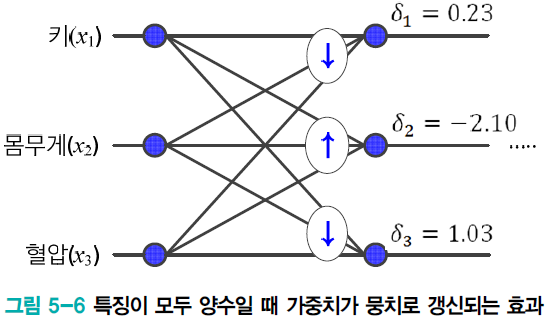 키(x₁)
δ₁ = 0.23
몸무게(x₂)
δ₂ = −2.10
.....
혈압(x₃)
δ₃ = 1.03
그림 5-6 특징이 모두 양수일 때 가중치가 뭉치로 갱신되는 효과